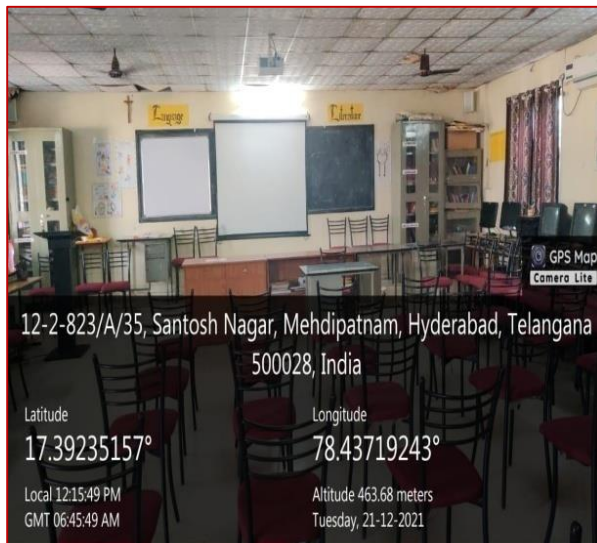 Language
Literature
GPS Map
Camera Lite
12-2-823/A/35, Santosh Nagar, Mehdipatnam, Hyderabad, Telangana
500028, India
Latitude
Longitude
17.39235157°
78.43719243°
Local 12:15:49 PM
Altitude 463.68 meters
GMT 06:45:49 AM
Tuesday, 21-12-2021